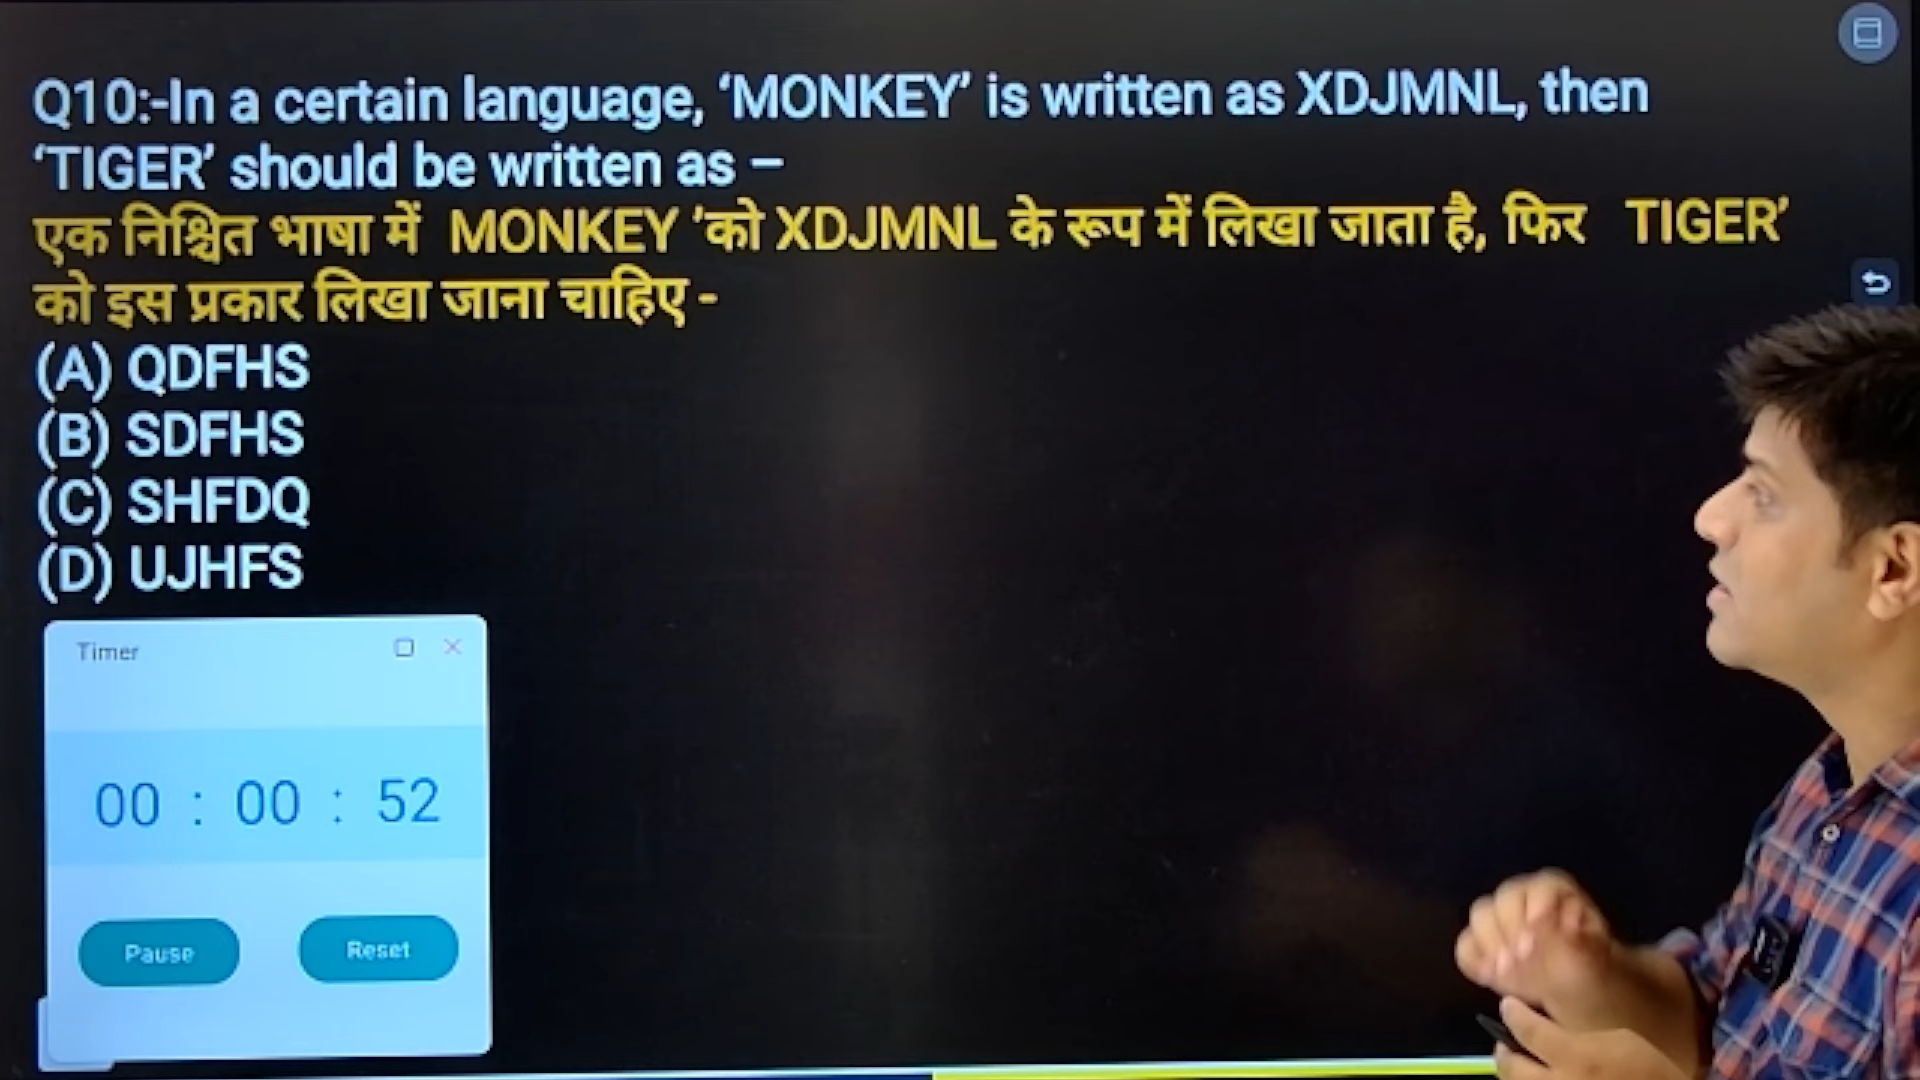 Q10:-In a certain language, ‘MONKEY’ is written as XDJMNL, then
‘TIGER’ should be written as –
एक निश्चित भाषा में MONKEY ’को XDJMNL के रूप में लिखा जाता है, फिर TIGER’
को इस प्रकार लिखा जाना चाहिए -
(A) QDFHS
(B) SDFHS
(C) SHFDQ
(D) UJHFS
Timer
00 : 00 : 52
Pause Reset